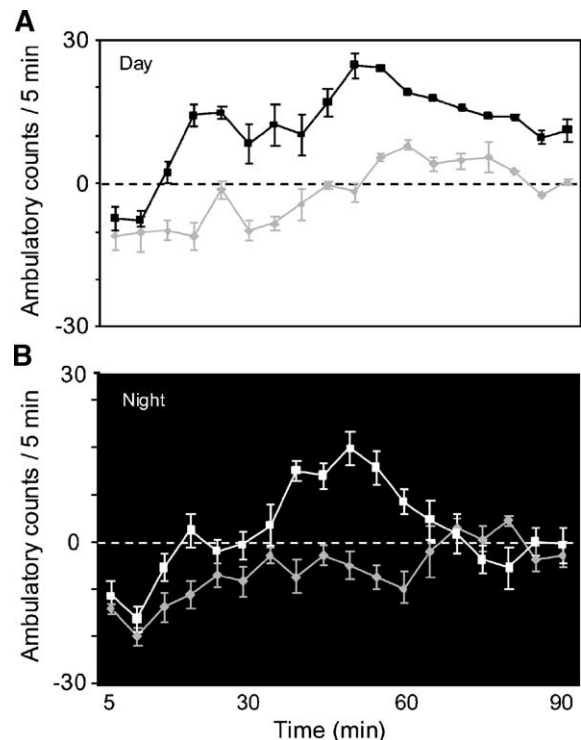 A
30
Day
Ambulatory counts / 5 min
0
-30
B
30
Night
Ambulatory counts / 5 min
0
-30
5 30 60 90
Time (min)